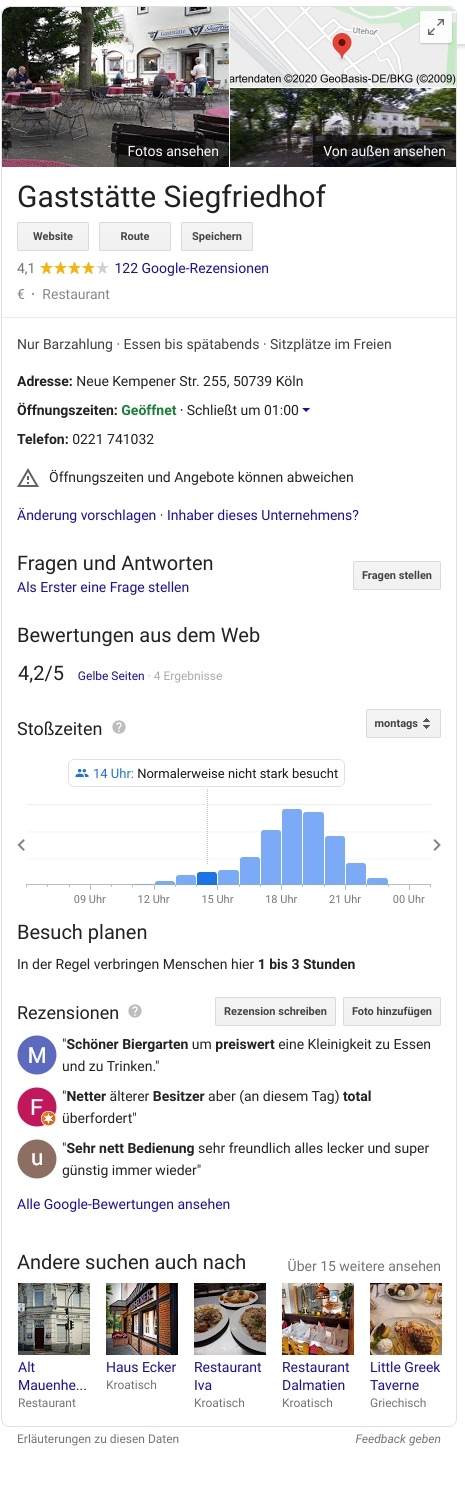 Gaststätte
Utehof
artendaten ©2020 GeoBasis-DE/BKG (©2009)
Fotos ansehen
Von außen ansehen
Gaststätte Siegfriedhof
Website Route Speichern
4,1 122 Google-Rezensionen
€ · Restaurant
Nur Barzahlung · Essen bis spätabends · Sitzplätze im Freien
Adresse: Neue Kempener Str. 255, 50739 Köln
Öffnungszeiten: Geöffnet · Schließt um 01:00
Telefon: 0221 741032
Öffnungszeiten und Angebote können abweichen
Änderung vorschlagen · Inhaber dieses Unternehmens?
Fragen und Antworten
Als Erster eine Frage stellen
Fragen stellen
Bewertungen aus dem Web
4,2/5 Gelbe Seiten · 4 Ergebnisse
Stoßzeiten ?
montags
14 Uhr: Normalerweise nicht stark besucht
09 Uhr 12 Uhr 15 Uhr 18 Uhr 21 Uhr 00 Uhr
Besuch planen
In der Regel verbringen Menschen hier 1 bis 3 Stunden
Rezensionen ? Rezension schreiben Foto hinzufügen
M "Schöner Biergarten um preiswert eine Kleinigkeit zu Essen
und zu Trinken."
F "Netter älterer Besitzer aber (an diesem Tag) total
überfordert"
u "Sehr nett Bedienung sehr freundlich alles lecker und super
günstig immer wieder"
Alle Google-Bewertungen ansehen
Andere suchen auch nach Über 15 weitere ansehen
Alt
Mauenhe...
Restaurant
Haus Ecker
Kroatisch
Restaurant
Iva
Kroatisch
Restaurant
Dalmatien
Kroatisch
Little Greek
Taverne
Griechisch
Erläuterungen zu diesen Daten Feedback geben